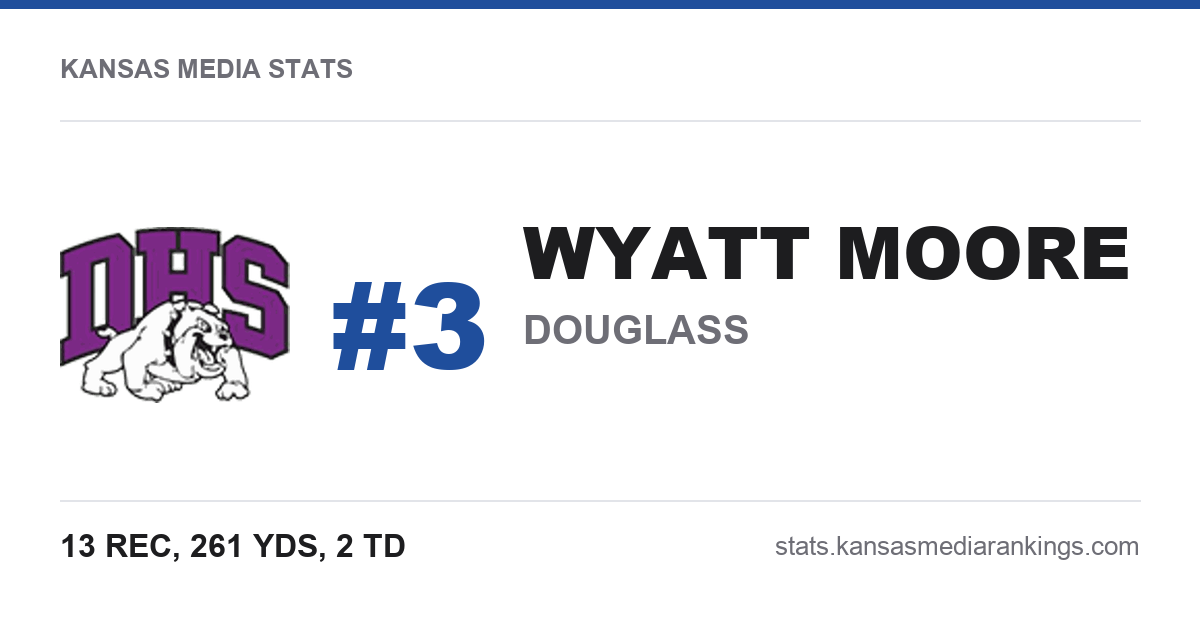 KANSAS MEDIA STATS
DHS
#3
WYATT MOORE
DOUGLASS
13 REC, 261 YDS, 2 TD
stats.kansasmediarankings.com